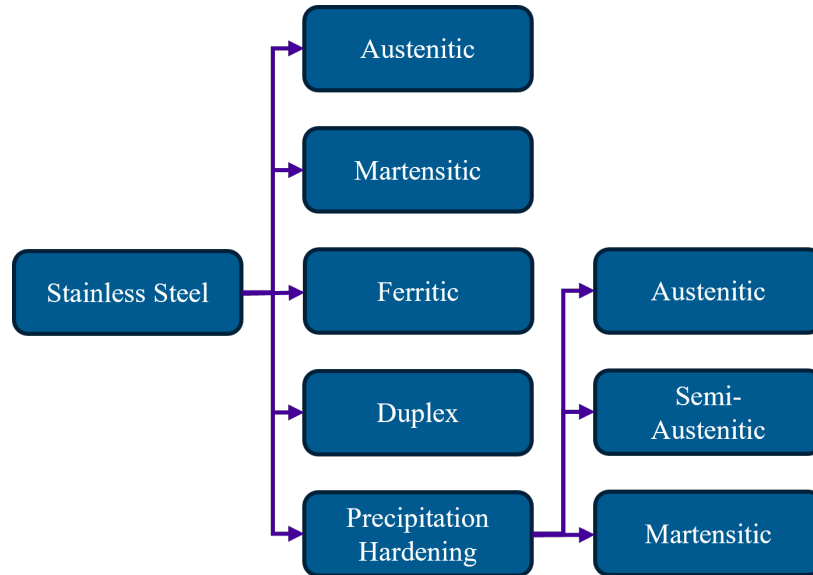 Austenitic
Martensitic
Stainless Steel
Ferritic
Austenitic
Duplex
Semi-
Austenitic
Precipitation
Hardening
Martensitic